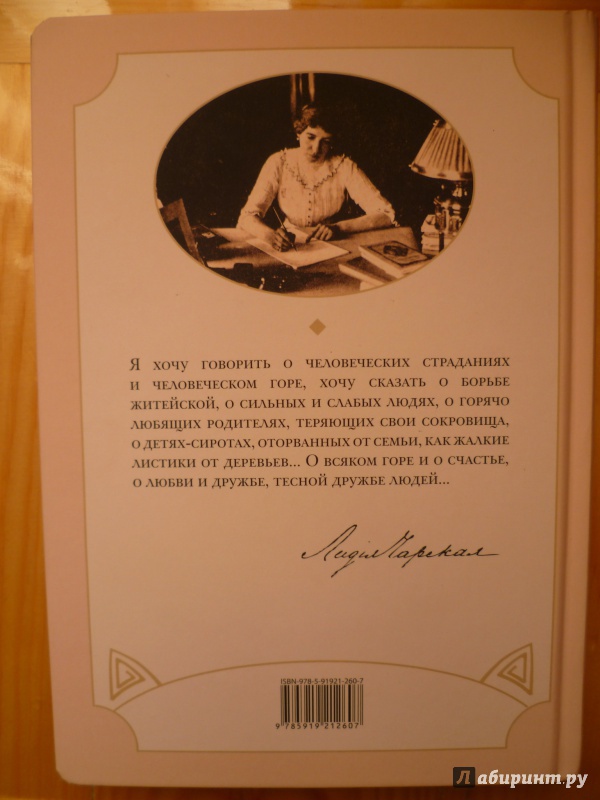 Я хочу говорить о человеческих страданиях
и человеческом горе, хочу сказать о борьбе
житейской, о сильных и слабых людях, о горячо
любящих родителях, теряющих свои сокровища,
о детях-сиротах, оторванных от семьи, как жалкие
листики от деревьев... О всяком горе и о счастье,
о любви и дружбе, тесной дружбе людей...
Лидія Чарская
ISBN-978-5-91921-260-7
9 785919 212607
Лабиринт.ру